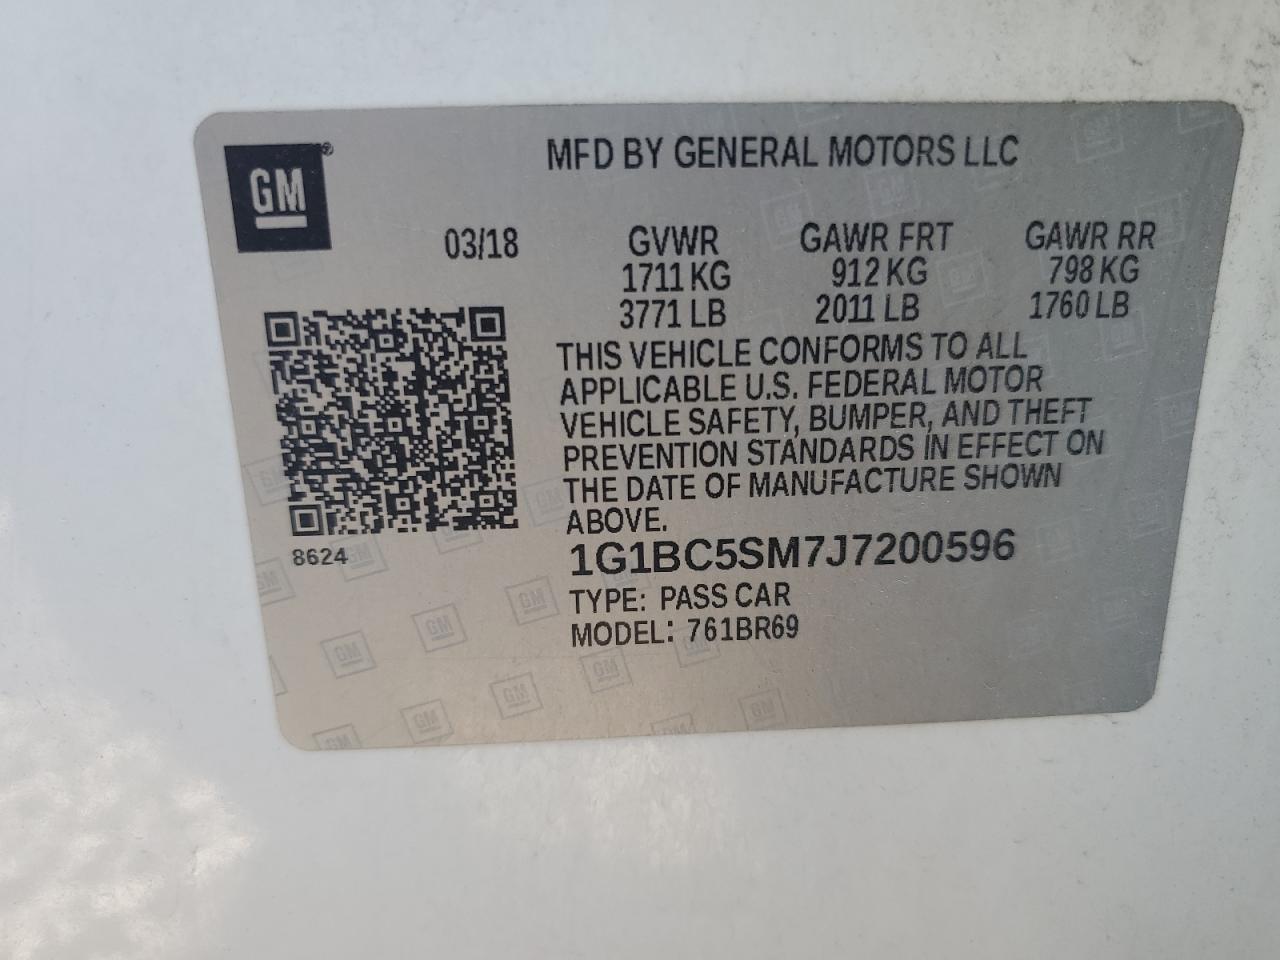 GM
MFD BY GENERAL MOTORS LLC
03/18 GVWR GAWR FRT GAWR RR
1711 KG 912 KG 798 KG
3771 LB 2011 LB 1760 LB
THIS VEHICLE CONFORMS TO ALL
APPLICABLE U.S. FEDERAL MOTOR
VEHICLE SAFETY, BUMPER, AND THEFT
PREVENTION STANDARDS IN EFFECT ON
THE DATE OF MANUFACTURE SHOWN
ABOVE.
8624
1G1BC5SM7J7200596
TYPE: PASS CAR
MODEL: 761BR69